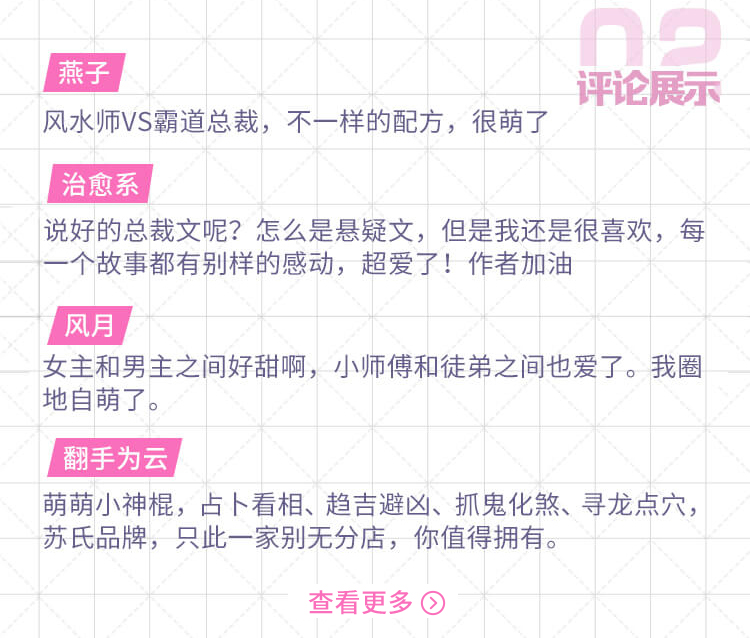 02
评论展示
燕子
风水师VS霸道总裁，不一样的配方，很萌了
治愈系
说好的总裁文呢？怎么是悬疑文，但是我还是很喜欢，每
一个故事都有别样的感动，超爱了！作者加油
风月
女主和男主之间好甜啊，小师傅和徒弟之间也爱了。我圈
地自萌了。
翻手为云
萌萌小神棍，占卜看相、趋吉避凶、抓鬼化煞、寻龙点穴，
苏氏品牌，只此一家别无分店，你值得拥有。
查看更多